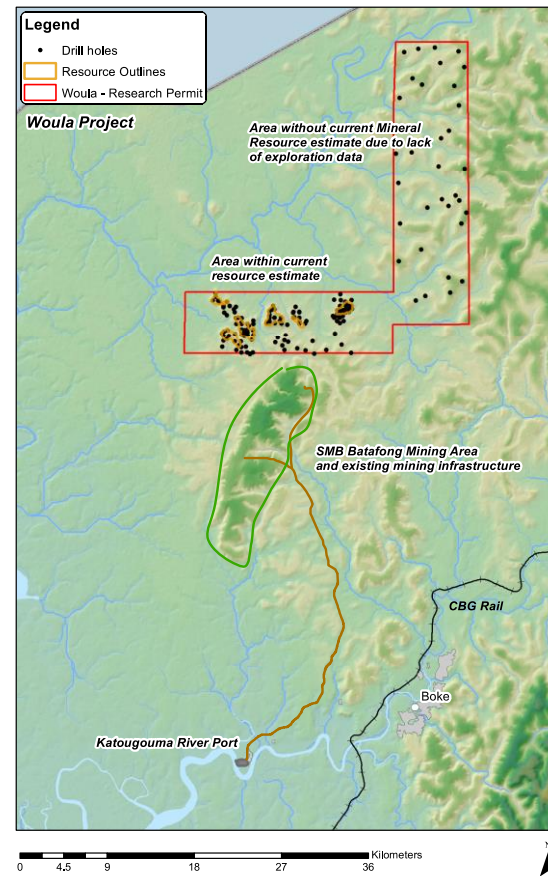 Legend
Drill holes
Resource Outlines
Woula - Research Permit
Woula Project
Area without current Mineral
Resource estimate due to lack
of exploration data
Area within current
resource estimate
SMB Batafong Mining Area
and existing mining infrastructure
CBG Rail
Boke
Katougouma River Port
Kilometers
0 4.5 9 18 27 36
N